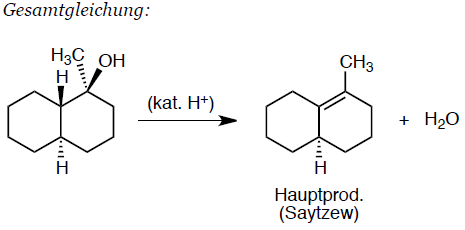 Gesamtgleichung:
H₃C
OH
H
H
(kat. H⁺)
CH₃
H
+ H₂O
Hauptprod.
(Saytzew)